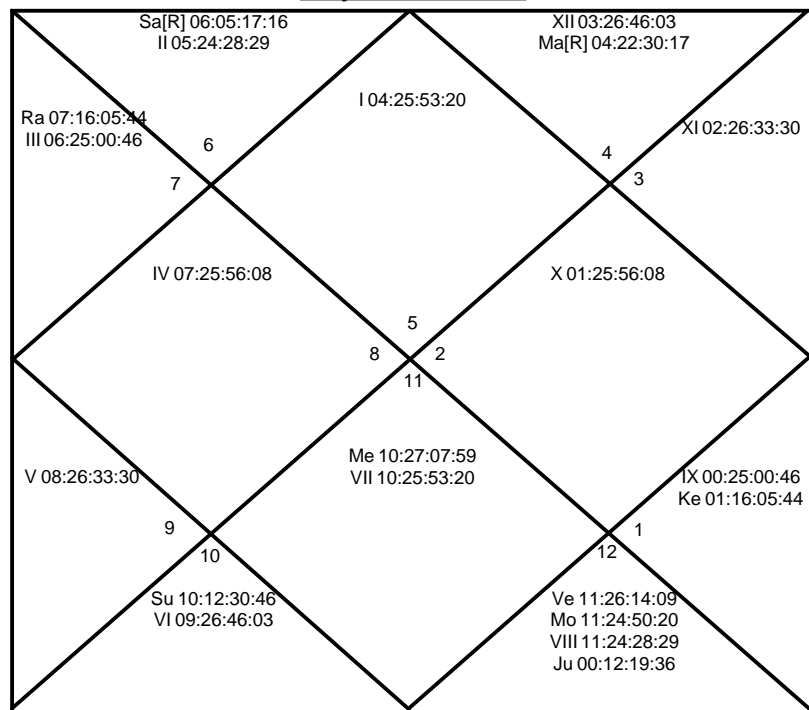 Sa[R] 06:05:17:16
II 05:24:28:29
XII 03:26:46:03
Ma[R] 04:22:30:17
I 04:25:53:20
Ra 07:16:05:44
III 06:25:00:46
XI 02:26:33:30
6
4
7
3
IV 07:25:56:08
X 01:25:56:08
5
8
2
11
Me 10:27:07:59
VII 10:25:53:20
V 08:26:33:30
IX 00:25:00:46
Ke 01:16:05:44
9
1
10
12
Su 10:12:30:46
VI 09:26:46:03
Ve 11:26:14:09
Mo 11:24:50:20
VIII 11:24:28:29
Ju 00:12:19:36